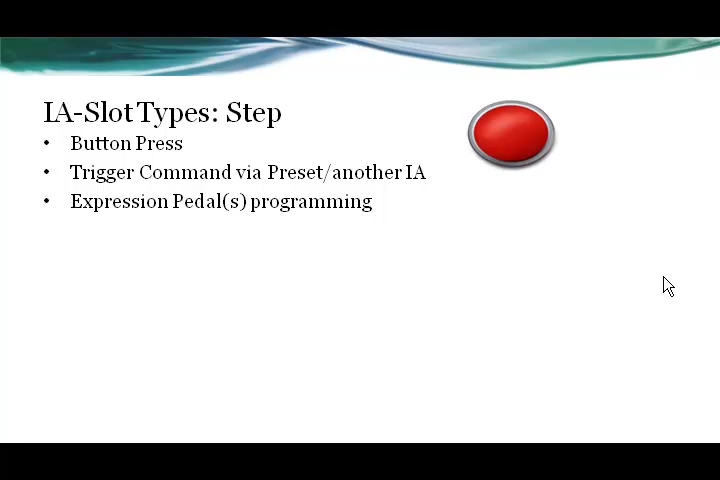 IA-Slot Types: Step
• Button Press
• Trigger Command via Preset/another IA
• Expression Pedal(s) programming